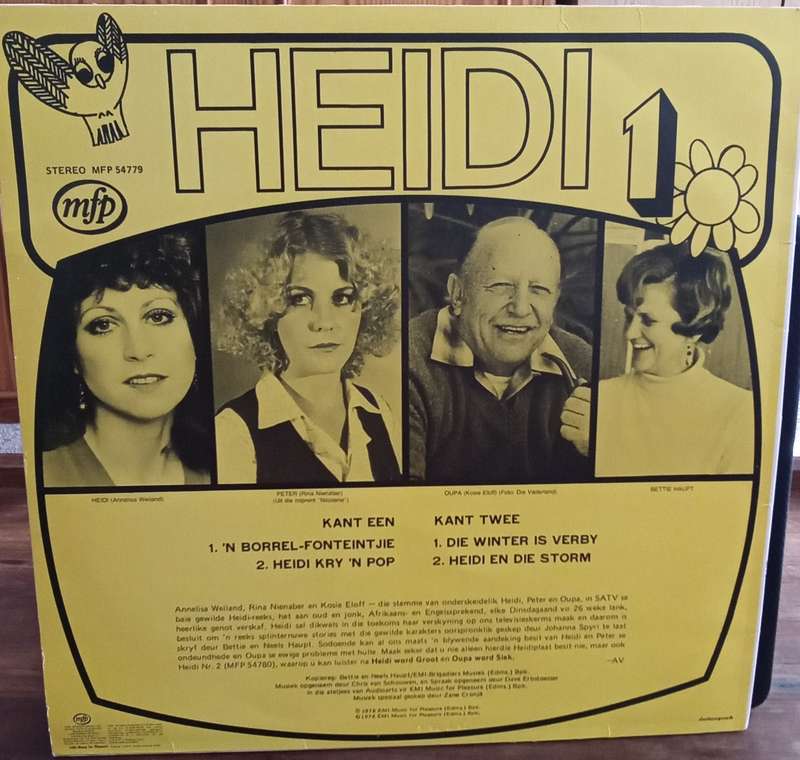 HEIDI 1
STEREO MFP 54779
mfp
HEIDI (Annelisa Weiland)
PETER (Rina Nienaber)
(Uit die rolprent "Nicolene")
OUPA (Kosie Eloff) (Foto: Die Vaderland)
BETTIE HAUPT
KANT EEN
1. 'N BORREL-FONTEINTJIE
2. HEIDI KRY 'N POP
KANT TWEE
1. DIE WINTER IS VERBY
2. HEIDI EN DIE STORM
Annelisa Weiland, Rina Nienaber en Kosie Eloff — die stemme van onderskeidelik Heidi, Peter en Oupa, in SATV se
baie gewilde Heidi-reeks, het aan oud en jonk, Afrikaans- en Engelssprekend, elke Dinsdagaand vo 26 weke lank,
heerlike genot verskaf. Heidi sal dikwels in die toekoms haar verskyning op ons televisieskerms maak en daarom is
besluit om 'n reeks splinternuwe stories met die gewilde karakters oorspronklik geskep deur Johanna Spyri te laat
skryf deur Bettie en Neels Haupt. Sodoende kan al ons maats 'n blywende aandeking besit van Heidi en Peter se
ondeundhede en Oupa se ewige probleme met hulle. Maak seker dat u nie alleen hierdie Heidiplaat besit nie, maar ook
Heidi Nr. 2 (MFP 54780), waarop u kan luister na Heidi word Groot en Oupa word Siek.
—AV
Kopiereg: Bettie en Neels Haupt/EMI-Brigadiers Musiek (Edms.) Bpk.
Musiek opgeneem deur Chris van Schouwen, en Spraak opgeneem deur Dave
in die ateljees van Audioarts vo EMI Music for Pleasure (Edms.) Bpk.
Musiek spesiaal geskep deur Zane Cronjé
℗ 1978 EMI Music for Pleasure (Edms.) Bpk.
© 1978 EMI Music for Pleasure (Edms.) Bpk.
mfp